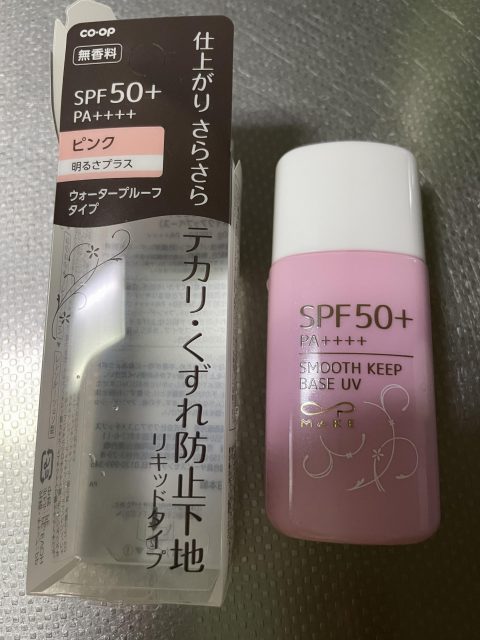 co·op
無香料
SPF50+
PA++++
ピンク
明るさプラス
ウォータープルーフ
タイプ
仕上がり さらさら
テカリ・くずれ防止下地
リキッドタイプ
SPF50+
PA++++
SMOOTH KEEP
BASE UV
MAKE